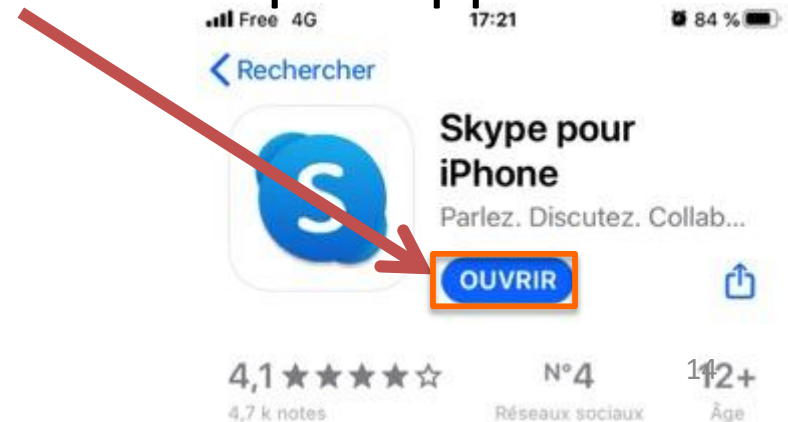 Free 4G 17:21 84 %
Rechercher
S
Skype pour
iPhone
Parlez. Discutez. Collab...
OUVRIR
4,1 ★★★★☆ N°4 12+
14
4,7 k notes Réseaux sociaux Âge